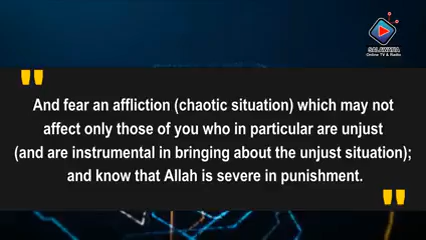 SALAWATIA
Online TV & Radio
"
And fear an affliction (chaotic situation) which may not
affect only those of you who in particular are unjust
(and are instrumental in bringing about the unjust situation);
and know that Allah is severe in punishment.
"